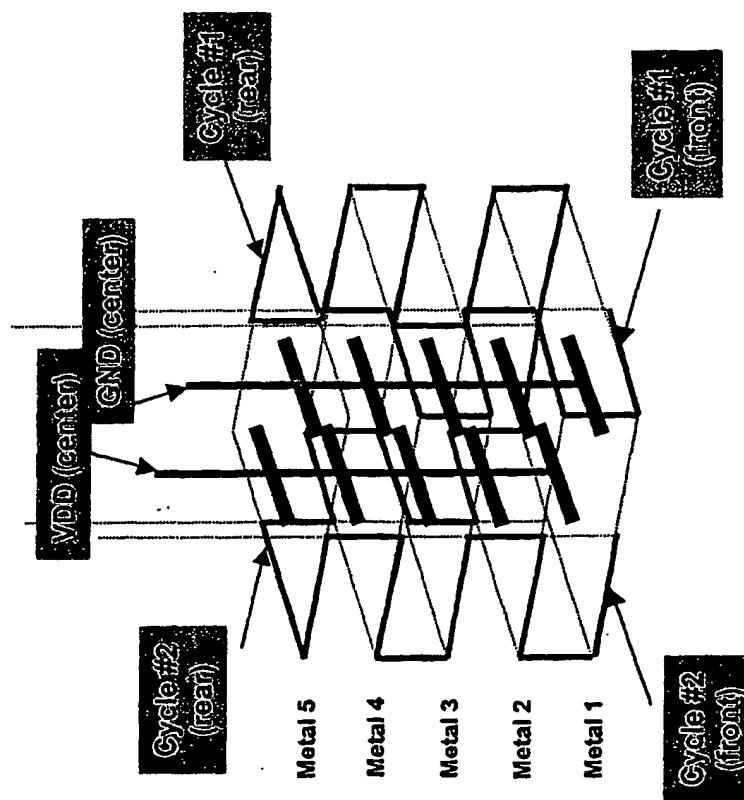 VDD (center)
GND (center)
Cycle #1
(rear)
Cycle #2
(rear)
Metal 5
Metal 4
Metal 3
Metal 2
Metal 1
Cycle #2
(front)
Cycle #1
(front)